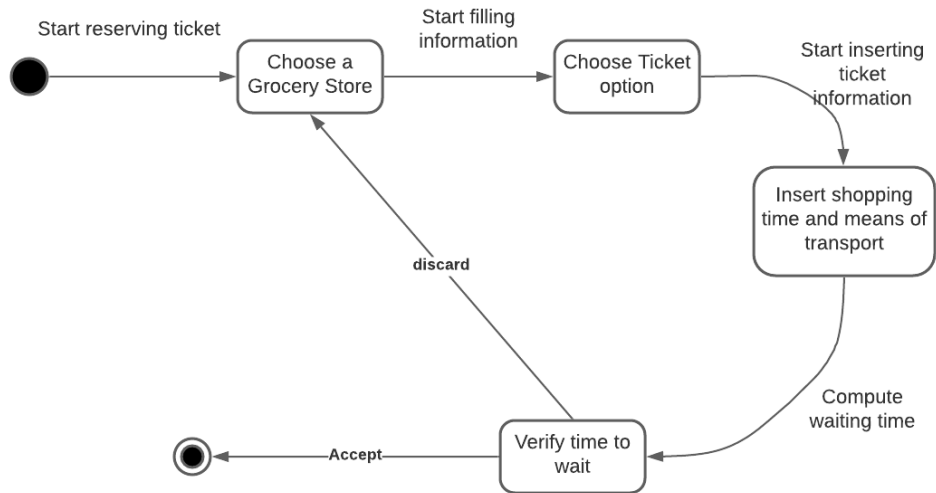 Start reserving ticket
Choose a
Grocery Store
Start filling
information
Choose Ticket
option
Start inserting
ticket
information
Insert shopping
time and means of
transport
discard
Compute
waiting time
Verify time to
wait
Accept